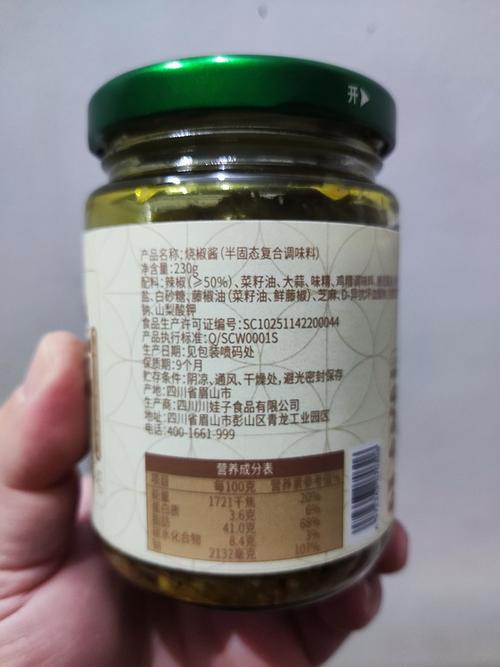 开▶
产品名称：烧椒酱（半固态复合调味料）
净含量：230g
配料：辣椒（≥50%）、菜籽油、大蒜、味精、鸡精调味料、
盐、白砂糖、藤椒油（菜籽油、鲜藤椒）、芝麻、D-异抗坏血酸
钠、山梨酸钾
食品生产许可证编号：SC10251142200044
产品执行标准：Q/SCW0001S
生产日期：见包装喷码处
保质期：9个月
贮存条件：阴凉、通风、干燥处，避光密封保存
产地：四川省眉山市
生产商：四川川娃子食品有限公司
地址：四川省眉山市彭山区青龙工业园区
电话：400-1661-999
营养成分表
项目 每100克 营养素参考值%
能量 1721千焦 20%
蛋白质 3.6克 6%
脂肪 41.0克 68%
碳水化合物 8.4克 3%
钠 2132毫克 107%